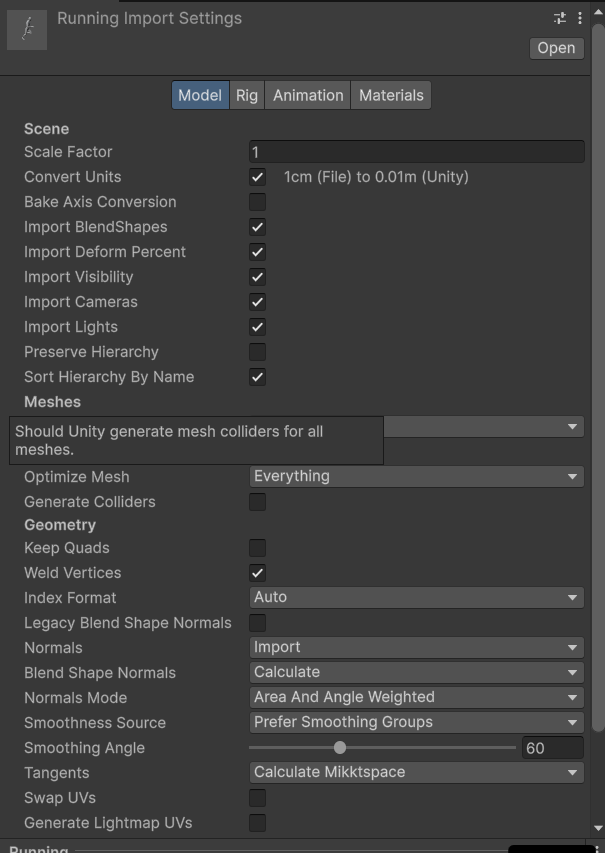 Running Import Settings
Open
Model Rig Animation Materials
Scene
Scale Factor 1
Convert Units 1cm (File) to 0.01m (Unity)
Bake Axis Conversion
Import BlendShapes
Import Deform Percent
Import Visibility
Import Cameras
Import Lights
Preserve Hierarchy
Sort Hierarchy By Name
Meshes
Should Unity generate mesh colliders for all
meshes.
Optimize Mesh Everything
Generate Colliders
Geometry
Keep Quads
Weld Vertices
Index Format Auto
Legacy Blend Shape Normals
Normals Import
Blend Shape Normals Calculate
Normals Mode Area And Angle Weighted
Smoothness Source Prefer Smoothing Groups
Smoothing Angle 60
Tangents Calculate Mikktspace
Swap UVs
Generate Lightmap UVs
Running